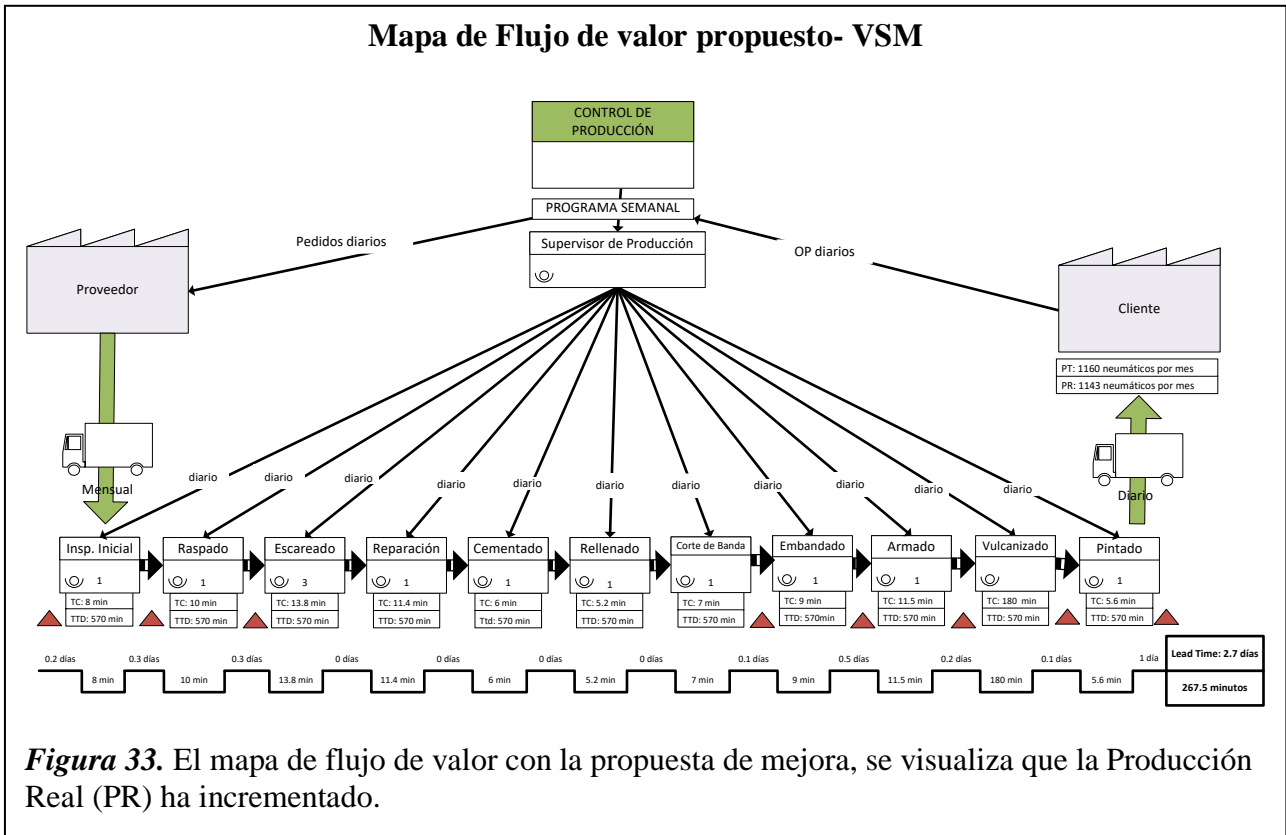 Mapa de Flujo de valor propuesto- VSM
CONTROL DE
PRODUCCIÓN
PROGRAMA SEMANAL
Pedidos diarios
Supervisor de Producción
OP diarios
Proveedor
Cliente
PT: 1160 neumáticos por mes
PR: 1143 neumáticos por mes
Mensual
Diario
diario
diario
diario
diario
diario
diario
diario
diario
diario
diario
diario
Insp. Inicial
1
TC: 8 min
TTD: 570 min
Raspado
1
TC: 10 min
TTD: 570 min
Escareado
3
TC: 13.8 min
TTD: 570 min
Reparación
1
TC: 11.4 min
TTD: 570 min
Cementado
1
TC: 6 min
Ttd: 570 min
Rellenado
1
TC: 5.2 min
TTD: 570 min
Corte de Banda
1
TC: 7 min
TTD: 570 min
Embandado
1
TC: 9 min
TTD: 570min
Armado
1
TC: 11.5 min
TTD: 570 min
Vulcanizado
1
TC: 180 min
TTD: 570 min
Pintado
1
TC: 5.6 min
TTD: 570 min
0.2 días
0.3 días
0.3 días
0 días
0 días
0 días
0 días
0.1 días
0.5 días
0.2 días
0.1 días
1 día
Lead Time: 2.7 días
8 min
10 min
13.8 min
11.4 min
6 min
5.2 min
7 min
9 min
11.5 min
180 min
5.6 min
267.5 minutos
Figura 33. El mapa de flujo de valor con la propuesta de mejora, se visualiza que la Producción
Real (PR) ha incrementado.